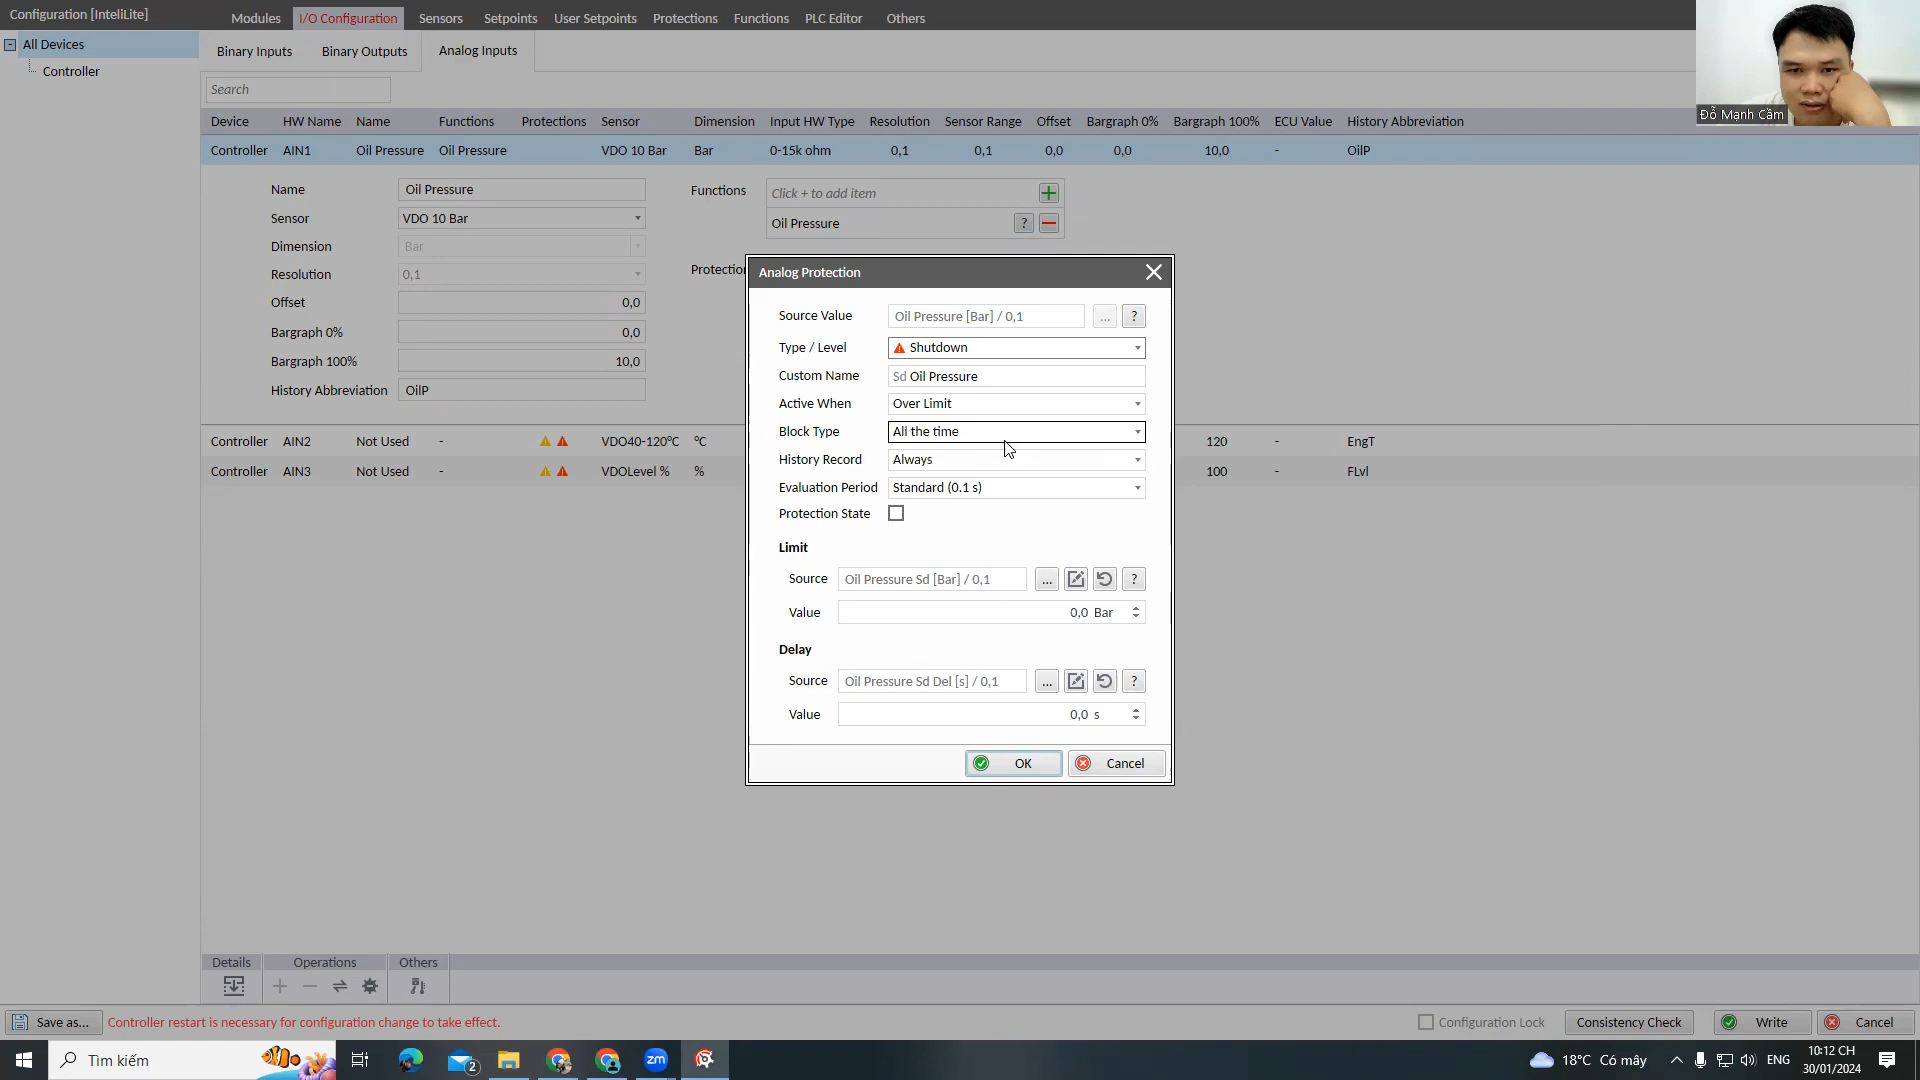 Configuration [InteliLite]
Modules I/O Configuration Sensors Setpoints User Setpoints Protections Functions PLC Editor Others
All Devices
Controller
Binary Inputs Binary Outputs Analog Inputs
Search
Device HW Name Name Functions Protections Sensor Dimension Input HW Type Resolution Sensor Range Offset Bargraph 0% Bargraph 100% ECU Value History Abbreviation
Controller AIN1 Oil Pressure Oil Pressure VDO 10 Bar Bar 0-15k ohm 0,1 0,1 0,0 0,0 10,0 - OilP
Name Oil Pressure Functions Click + to add item
Sensor VDO 10 Bar Oil Pressure ?
Dimension Bar
Resolution 0,1 Protection
Offset 0,0
Bargraph 0% 0,0
Bargraph 100% 10,0
History Abbreviation OilP
Controller AIN2 Not Used - VDO40-120°C °C 120 - EngT
Controller AIN3 Not Used - VDOLevel % % 100 - FLvl
Analog Protection
Source Value Oil Pressure [Bar] / 0,1 ... ?
Type / Level Shutdown
Custom Name Sd Oil Pressure
Active When Over Limit
Block Type All the time
History Record Always
Evaluation Period Standard (0.1 s)
Protection State
Limit
Source Oil Pressure Sd [Bar] / 0,1 ... ?
Value 0,0 Bar
Delay
Source Oil Pressure Sd Del [s] / 0,1 ... ?
Value 0,0 s
OK Cancel
Đỗ Mạnh Cầm
Details Operations Others
Save as... Controller restart is necessary for configuration change to take effect. Configuration Lock Consistency Check Write Cancel
Tìm kiếm 2 zm 18°C Có mây ENG 10:12 CH
30/01/2024